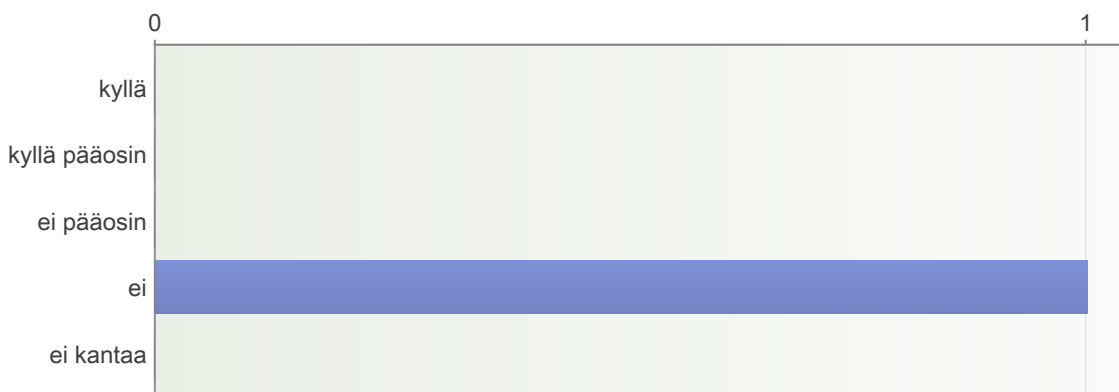 0 1
kyllä
kyllä pääosin
ei pääosin
ei
ei kantaa